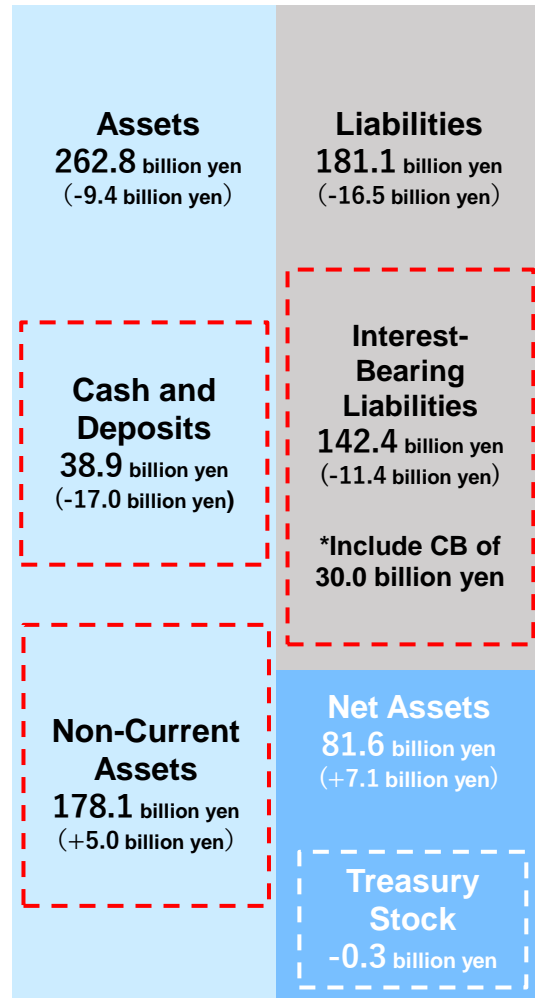 Assets
262.8 billion yen
（-9.4 billion yen）
Cash and
Deposits
38.9 billion yen
(-17.0 billion yen)
Non-Current
Assets
178.1 billion yen
（+5.0 billion yen）
Liabilities
181.1 billion yen
（-16.5 billion yen）
Interest-
Bearing
Liabilities
142.4 billion yen
（-11.4 billion yen）
*Include CB of
30.0 billion yen
Net Assets
81.6 billion yen
（+7.1 billion yen）
Treasury
Stock
-0.3 billion yen